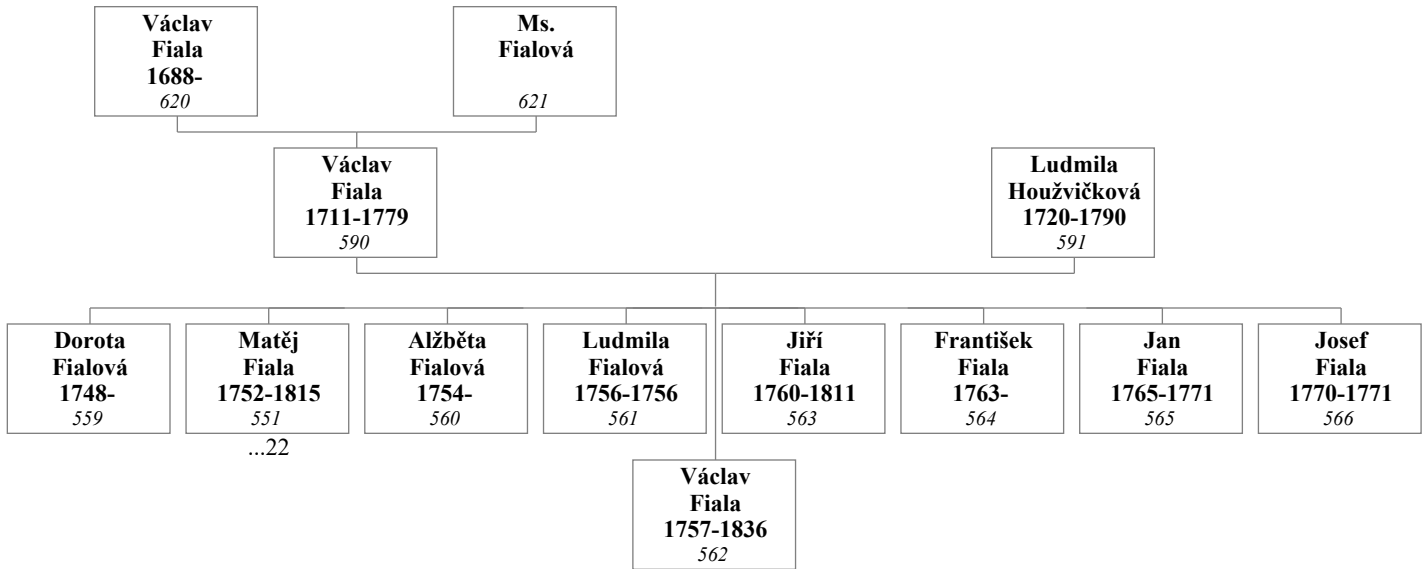 Václav
Fiala
1688-
620
Ms.
Fialová
621
Václav
Fiala
1711-1779
590
Ludmila
Houžvičková
1720-1790
591
Dorota
Fialová
1748-
559
Matěj
Fiala
1752-1815
551
...22
Alžběta
Fialová
1754-
560
Ludmila
Fialová
1756-1756
561
Jiří
Fiala
1760-1811
563
František
Fiala
1763-
564
Jan
Fiala
1765-1771
565
Josef
Fiala
1770-1771
566
Václav
Fiala
1757-1836
562